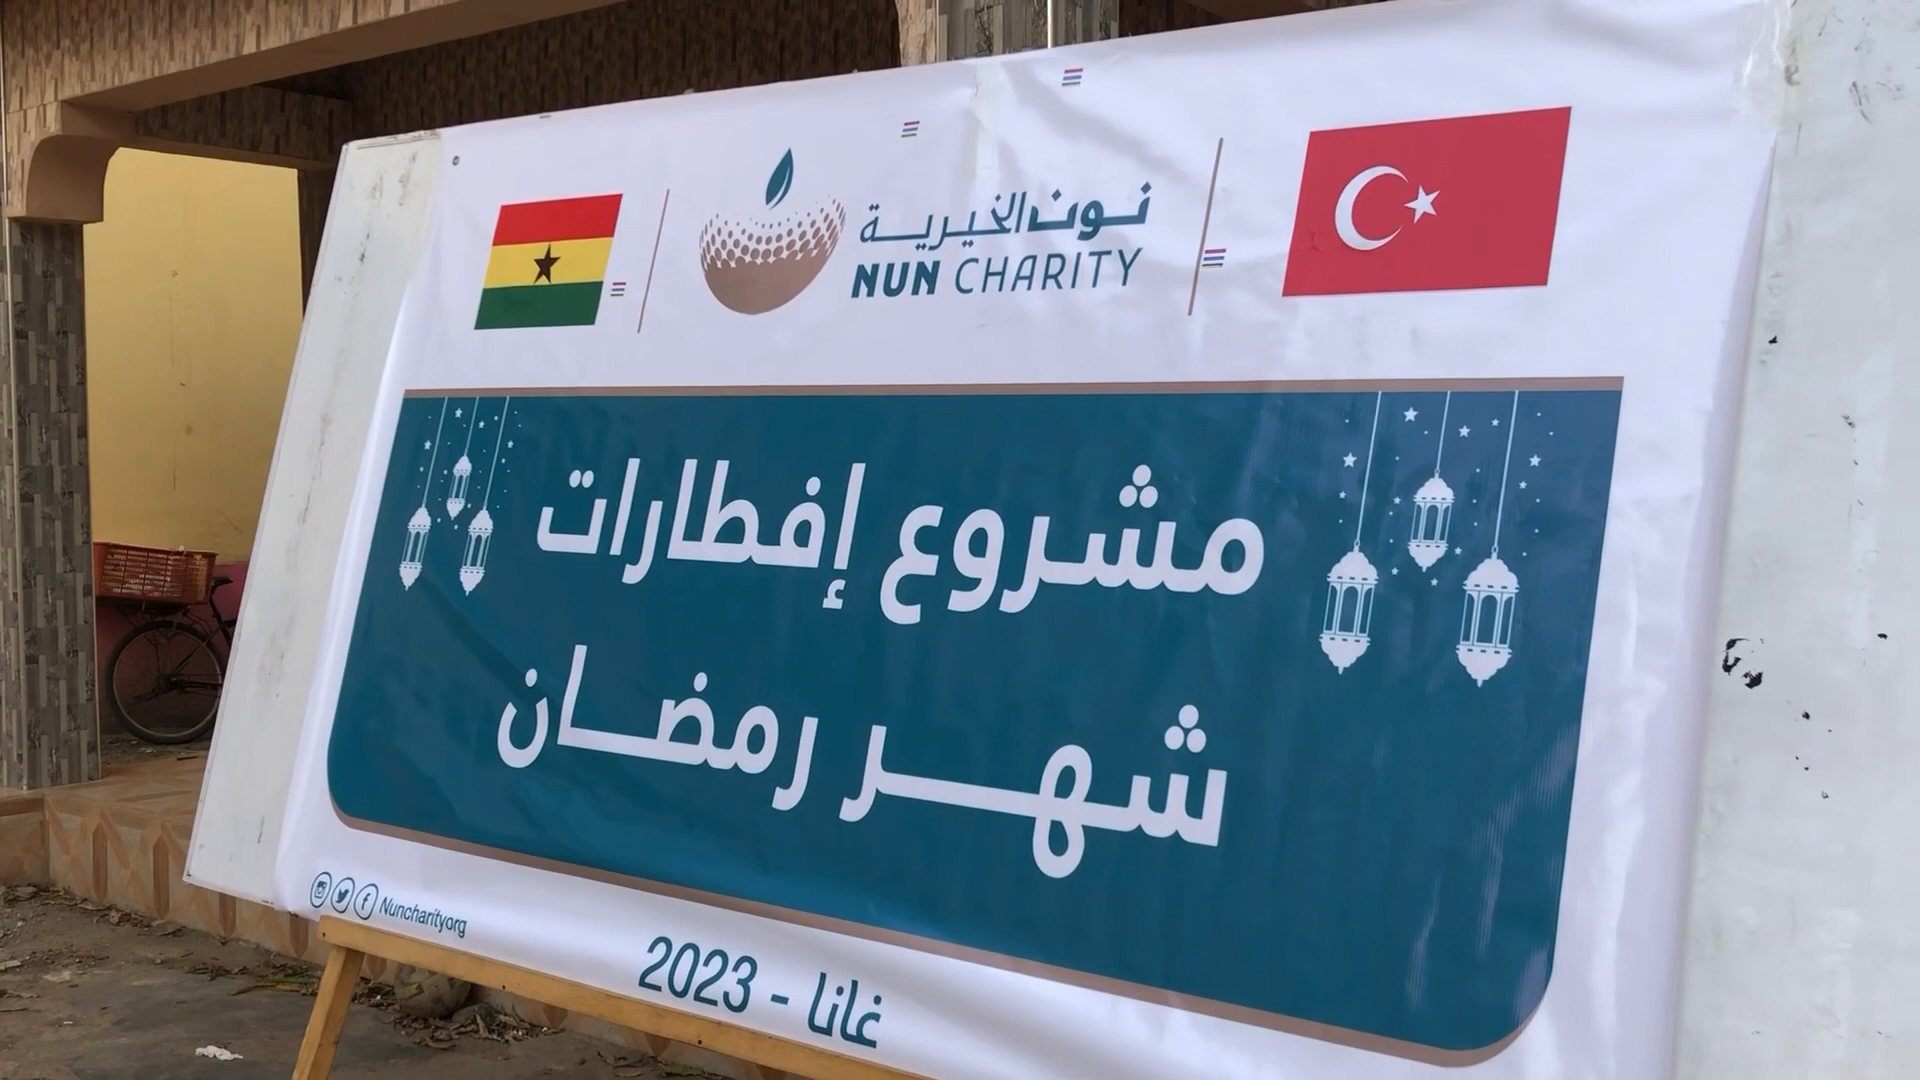 نون الخيرية
NUN CHARITY
مشروع إفطارات
شهر رمضان
Nuncharityorg
غانا - 2023